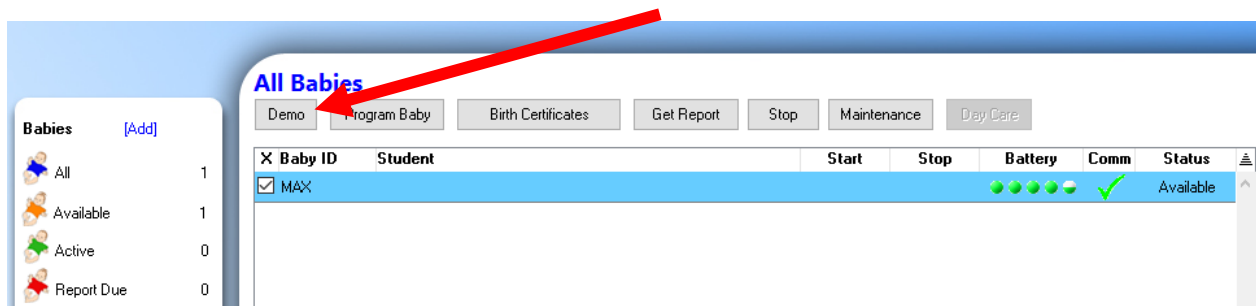 All Babies
Demo Program Baby Birth Certificates Get Report Stop Maintenance Day Care
Babies [Add]
All 1
Available 1
Active 0
Report Due 0
X Baby ID Student Start Stop Battery Comm Status
MAX Available